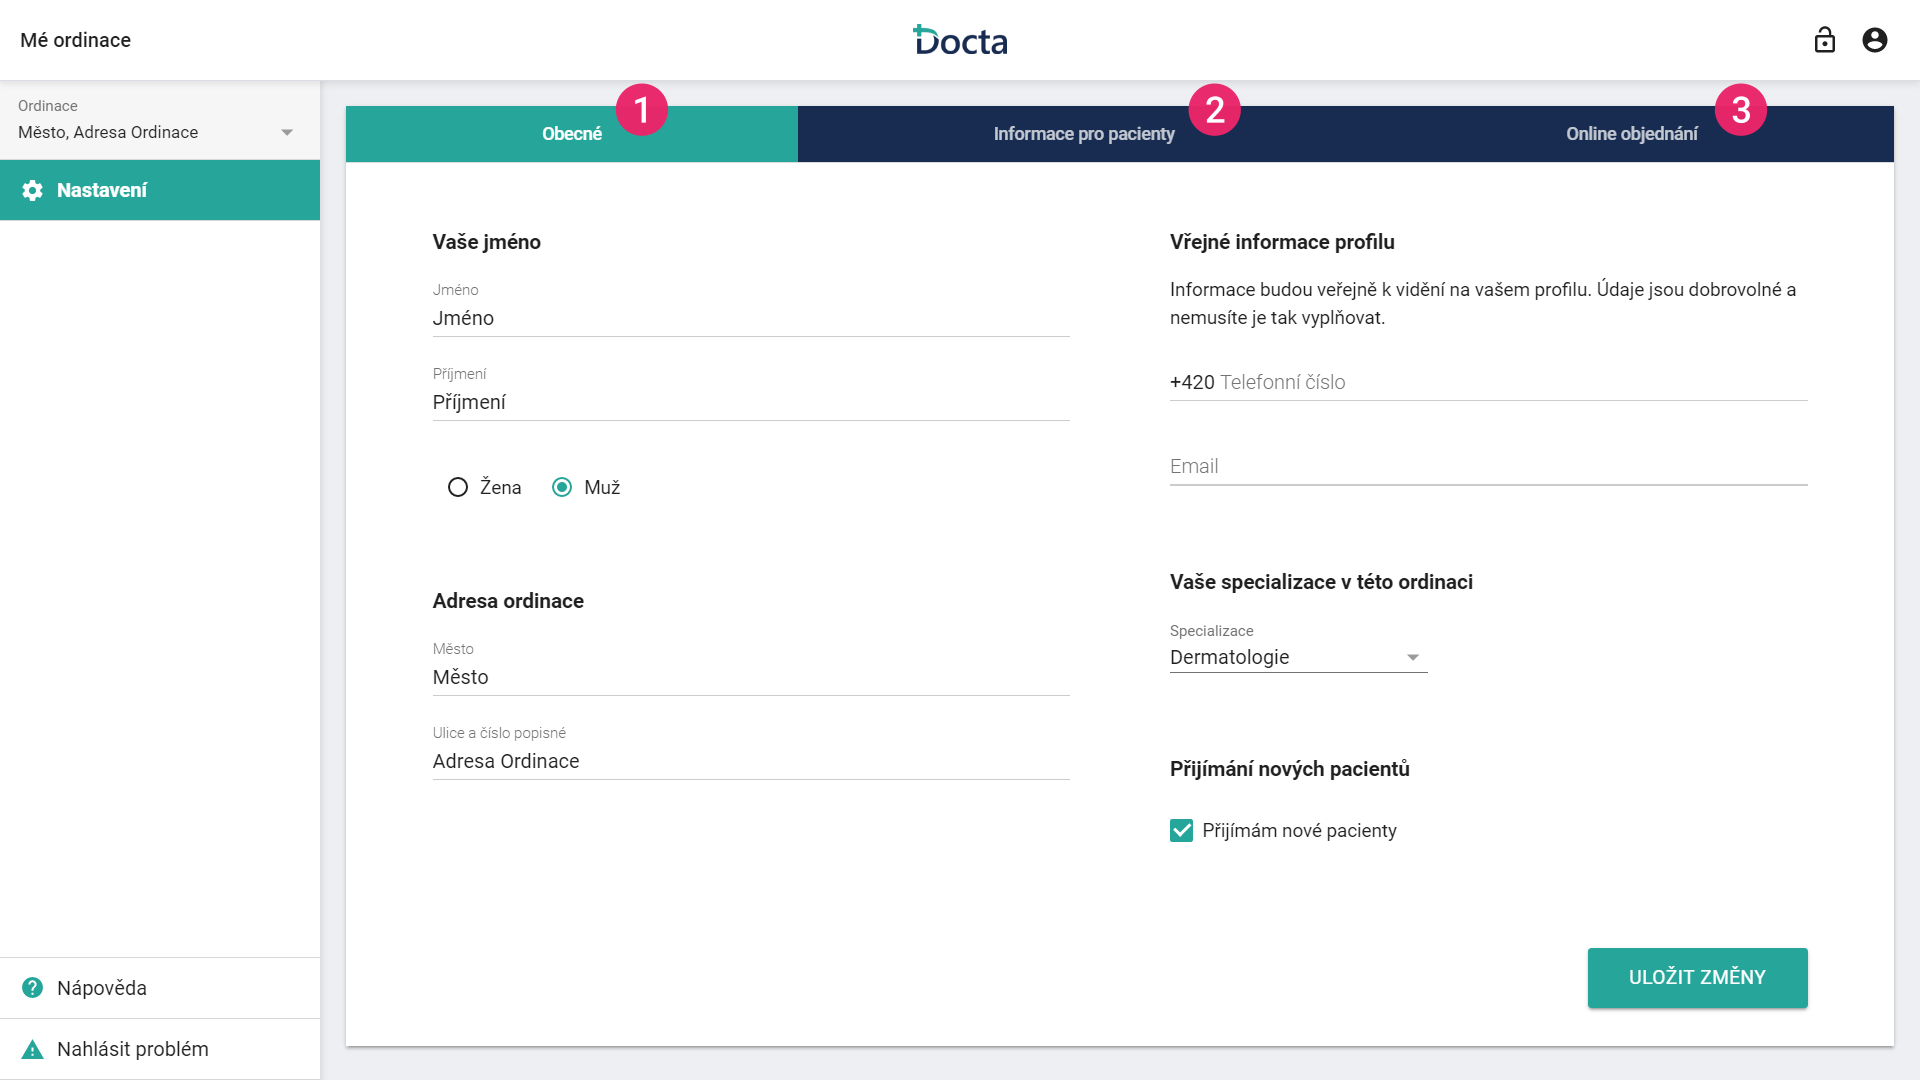 Mé ordinace
Docta
Ordinace
Město, Adresa Ordinace
Nastavení
Nápověda
Nahlásit problém
Obecné
1
Informace pro pacienty
2
Online objednání
3
Vaše jméno
Jméno
Jméno
Příjmení
Příjmení
Žena
Muž
Adresa ordinace
Město
Město
Ulice a číslo popisné
Adresa Ordinace
Vřejné informace profilu
Informace budou veřejně k vidění na vašem profilu. Údaje jsou dobrovolné a
nemusíte je tak vyplňovat.
+420 Telefonní číslo
Email
Vaše specializace v této ordinaci
Specializace
Dermatologie
Přijímání nových pacientů
Přijímám nové pacienty
ULOŽIT ZMĚNY